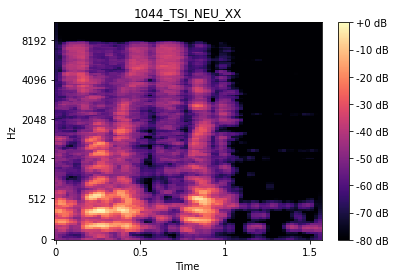 1044_TSI_NEU_XX
Hz
8192
4096
2048
1024
512
0
0
0.5
1
1.5
Time
+0 dB
-10 dB
-20 dB
-30 dB
-40 dB
-50 dB
-60 dB
-70 dB
-80 dB